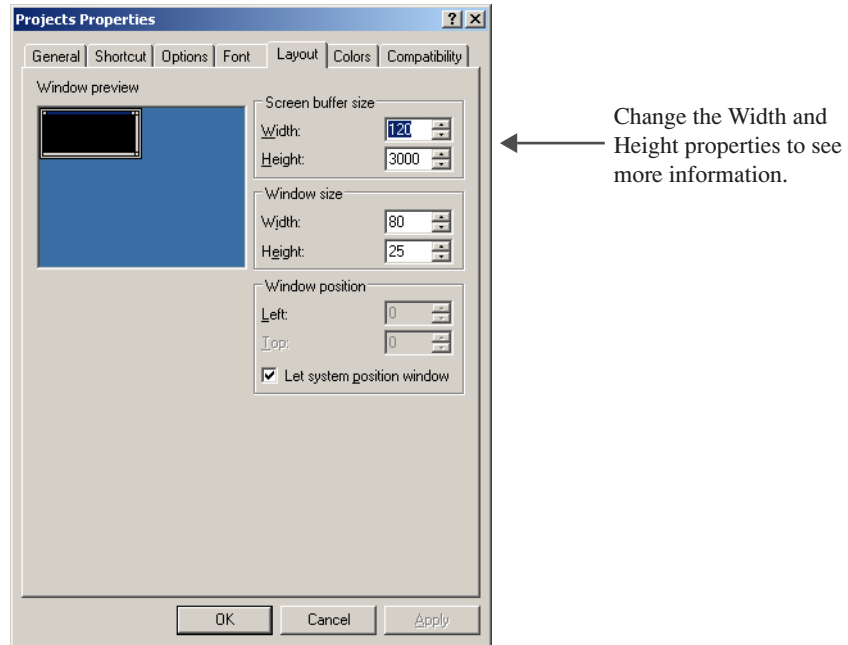 Projects Properties
General Shortcut Options Font Layout Colors Compatibility
Window preview
Screen buffer size
Width: 120
Height: 3000
Window size
Width: 80
Height: 25
Window position
Left: 0
Top: 0
Let system position window
OK Cancel Apply
Change the Width and
Height properties to see
more information.